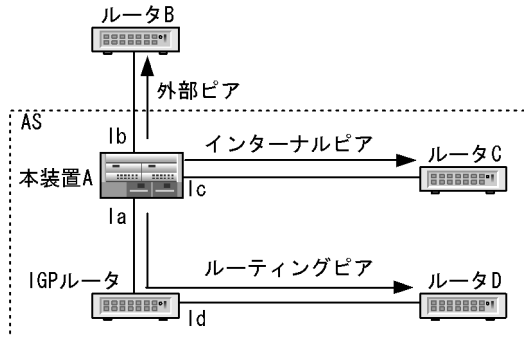 ルータB
外部ピア
AS
Ib
インターナルピア
ルータC
本装置A
Ic
Ia
IGPルータ
ルーティングピア
ルータD
Id